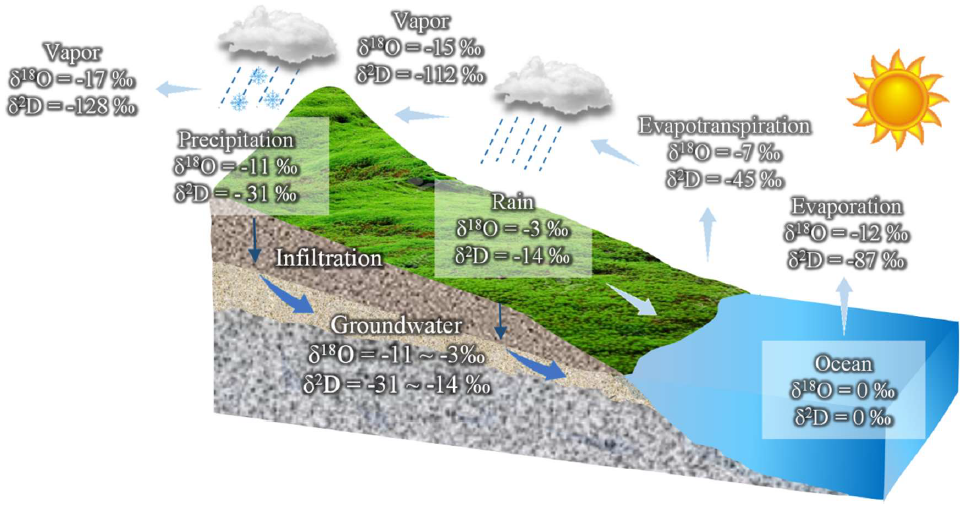 Vapor
δ¹⁸O = -17 ‰
δ²D = -128 ‰
Vapor
δ¹⁸O = -15 ‰
δ²D = -112 ‰
Precipitation
δ¹⁸O = -11 ‰
δ²D = - 31 ‰
Evapotranspiration
δ¹⁸O = -7 ‰
δ²D = -45 ‰
Rain
δ¹⁸O = -3 ‰
δ²D = -14 ‰
Evaporation
δ¹⁸O = -12 ‰
δ²D = -87 ‰
Infiltration
Groundwater
δ¹⁸O = -11 ~ -3‰
δ²D = -31 ~ -14 ‰
Ocean
δ¹⁸O = 0 ‰
δ²D = 0 ‰